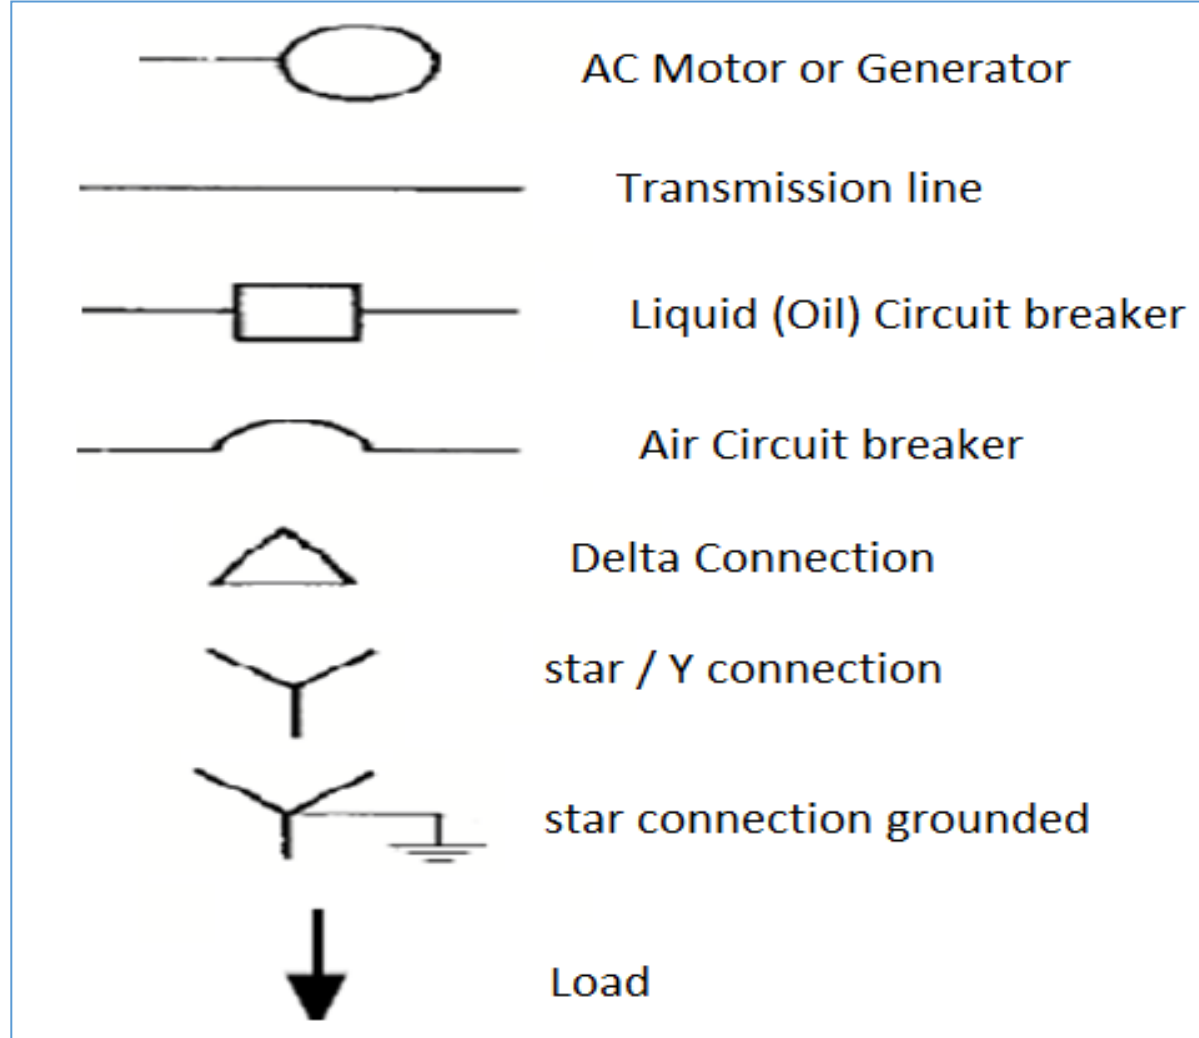 AC Motor or Generator
Transmission line
Liquid (Oil) Circuit breaker
Air Circuit breaker
Delta Connection
star / Y connection
star connection grounded
Load